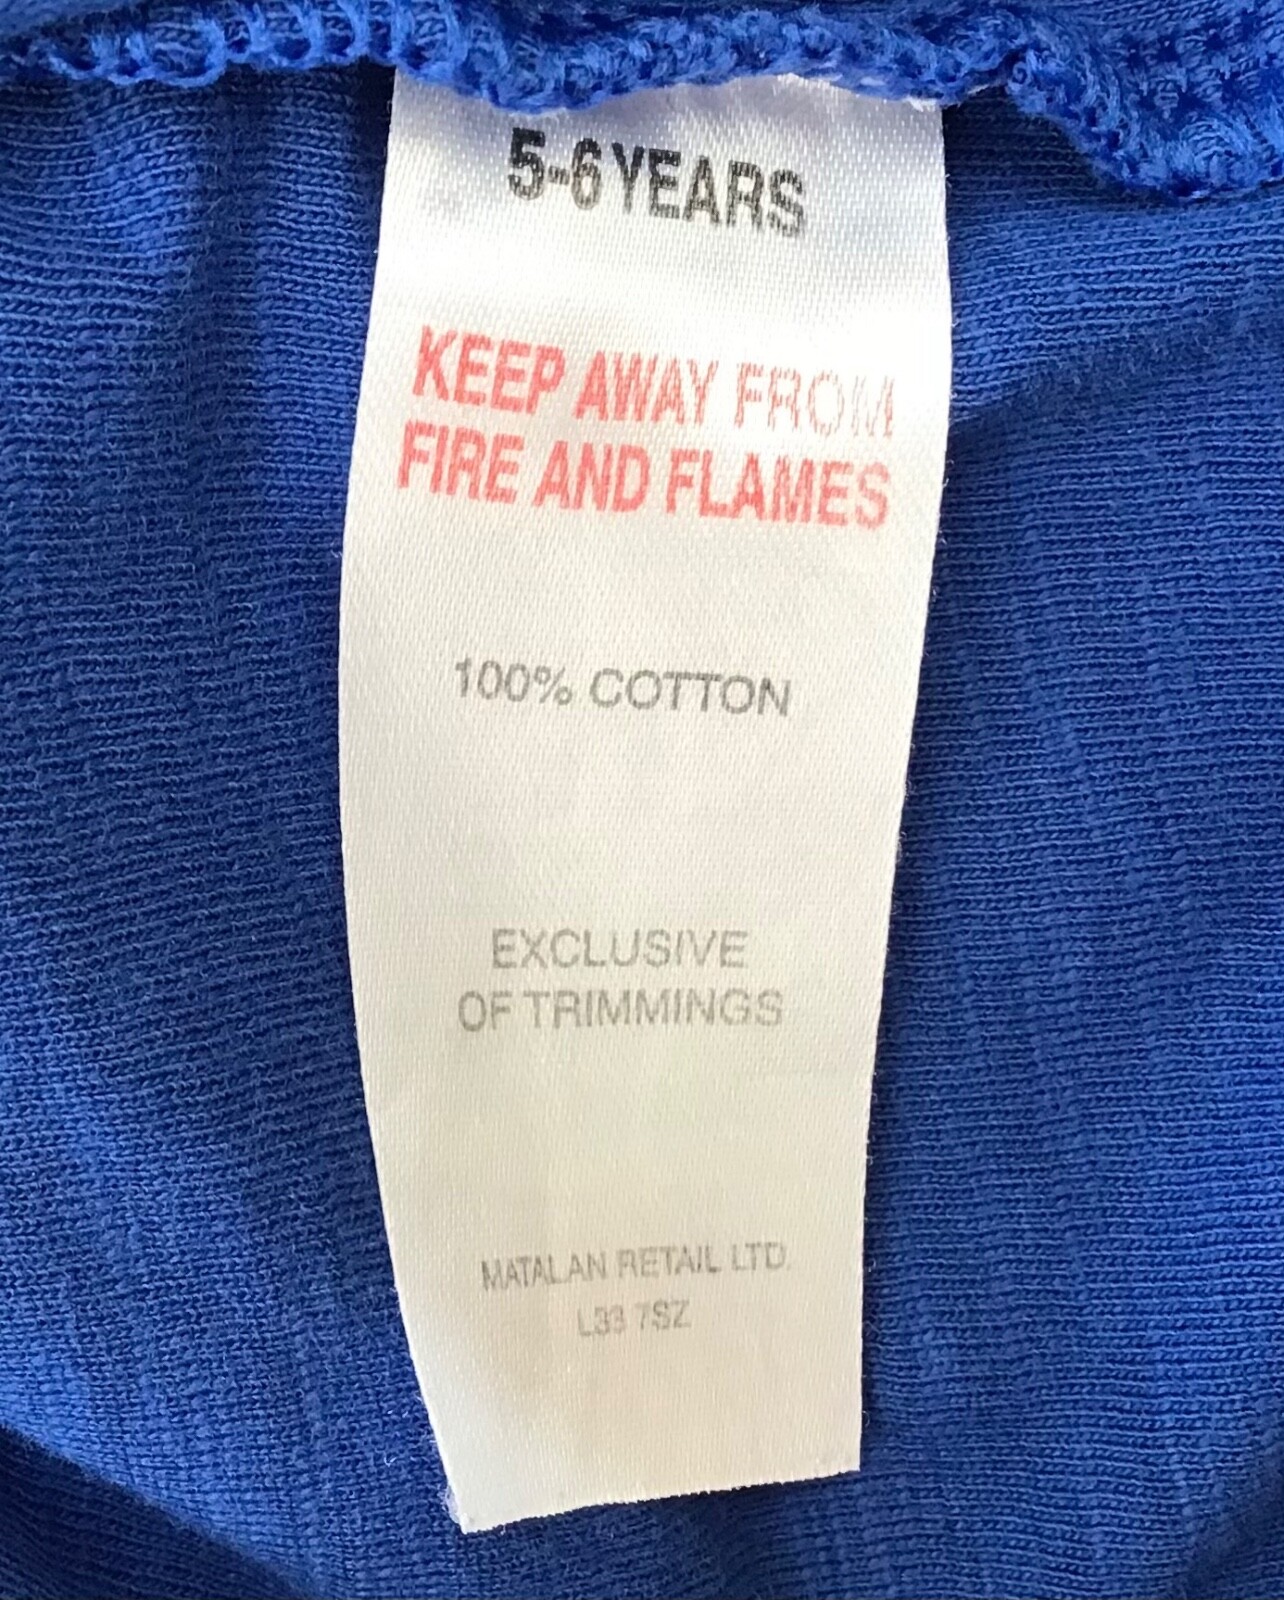 5-6 YEARS
KEEP AWAY FROM
FIRE AND FLAMES
100% COTTON
EXCLUSIVE
OF TRIMMINGS
MATALAN RETAIL LTD.
L33 7SZ